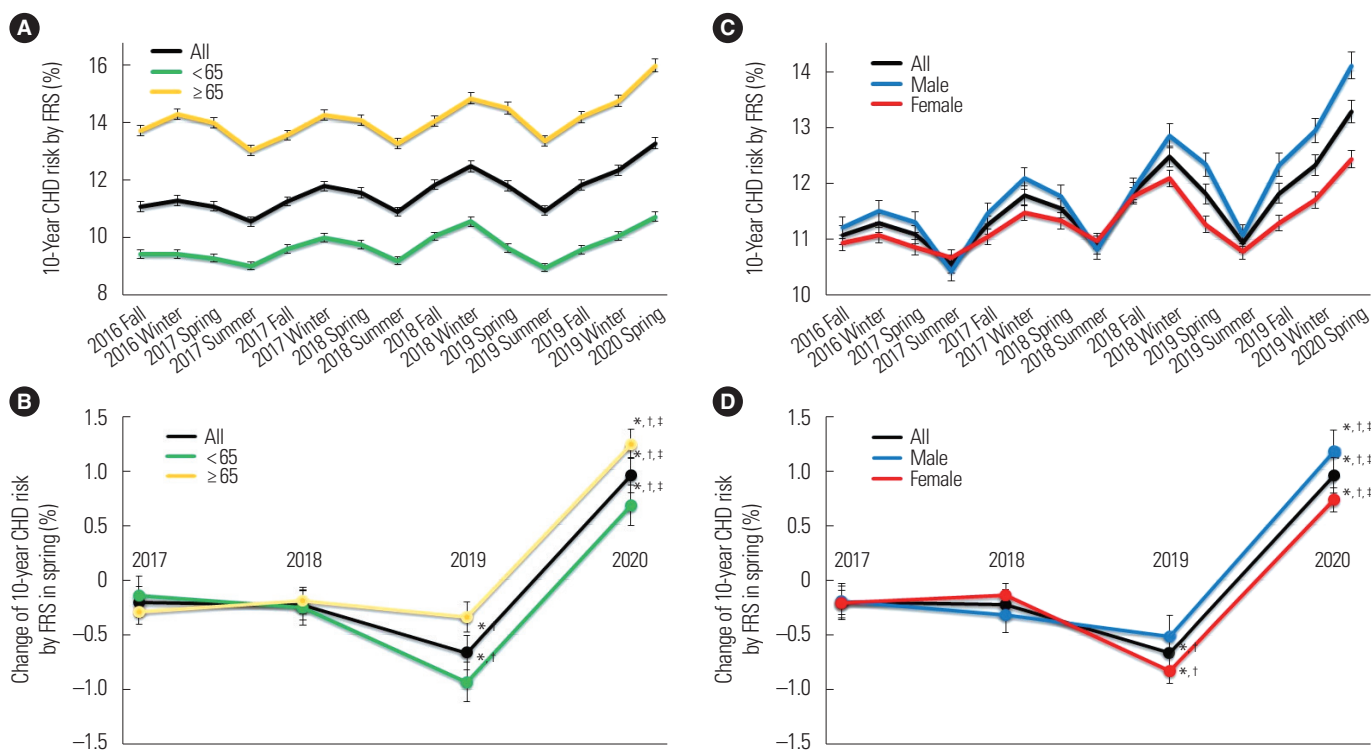 A
10-Year CHD risk by FRS (%)
All
<65
≥65
16
14
12
10
8
2016 Fall
2016 Winter
2017 Spring
2017 Summer
2017 Fall
2017 Winter
2018 Spring
2018 Summer
2018 Fall
2018 Winter
2019 Spring
2019 Summer
2019 Fall
2019 Winter
2020 Spring
C
10-Year CHD risk by FRS (%)
All
Male
Female
14
13
12
11
10
2016 Fall
2016 Winter
2017 Spring
2017 Summer
2017 Fall
2017 Winter
2018 Spring
2018 Summer
2018 Fall
2018 Winter
2019 Spring
2019 Summer
2019 Fall
2019 Winter
2020 Spring
B
Change of 10-year CHD risk
by FRS in spring (%)
All
<65
≥65
1.5
1.0
0.5
0
−0.5
−1.0
−1.5
2017
2018
2019
2020
*, †, ‡
*, †, ‡
*, †, ‡
*,
*, †
D
Change of 10-year CHD risk
by FRS in spring (%)
All
Male
Female
1.5
1.0
0.5
0
−0.5
−1.0
−1.5
2017
2018
2019
2020
*, †, ‡
*, †, ‡
*, †, ‡
*, †
*, †